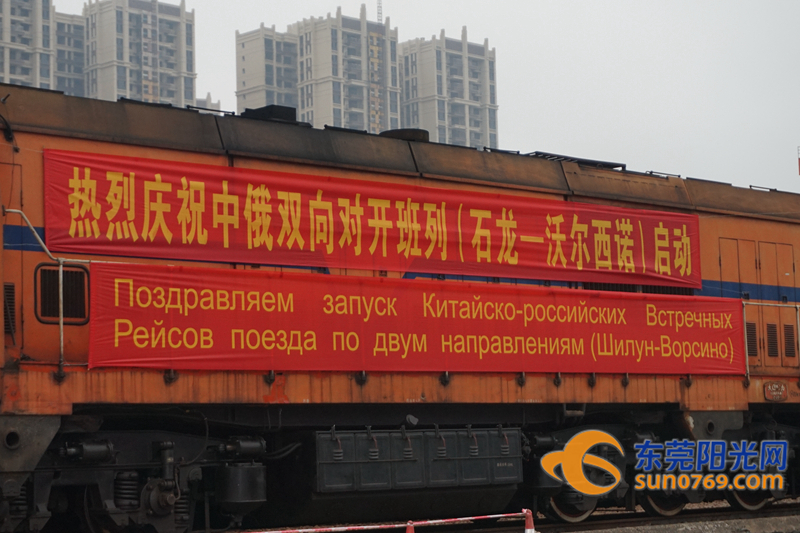 热烈庆祝中俄双向对开班列(石龙—沃尔西诺)启动
Поздравляем запуск Китайско-российских Встречных
Рейсов поезда по двум направлениям (Шилун-Ворсино)
东莞阳光网
sun0769.com